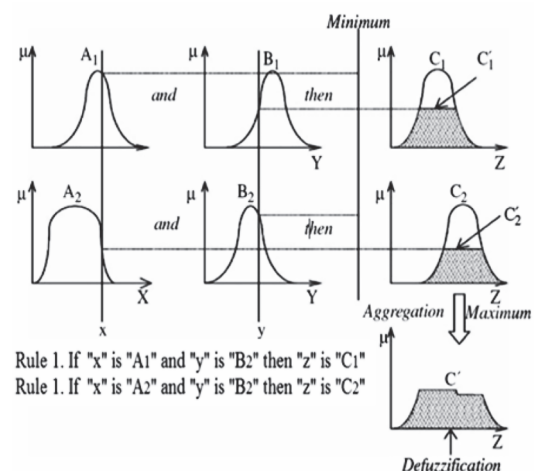 Minimum
μ A1 μ B1 μ C1 C′1
and then
Y Z
μ A2 μ B2 μ C2 C′2
and then
X Y Z
x y
Aggregation Maximum
μ
Rule 1. If "x" is "A1" and "y" is "B2" then "z" is "C1"
Rule 1. If "x" is "A2" and "y" is "B2" then "z" is "C2"
C′
Z
Defuzzification